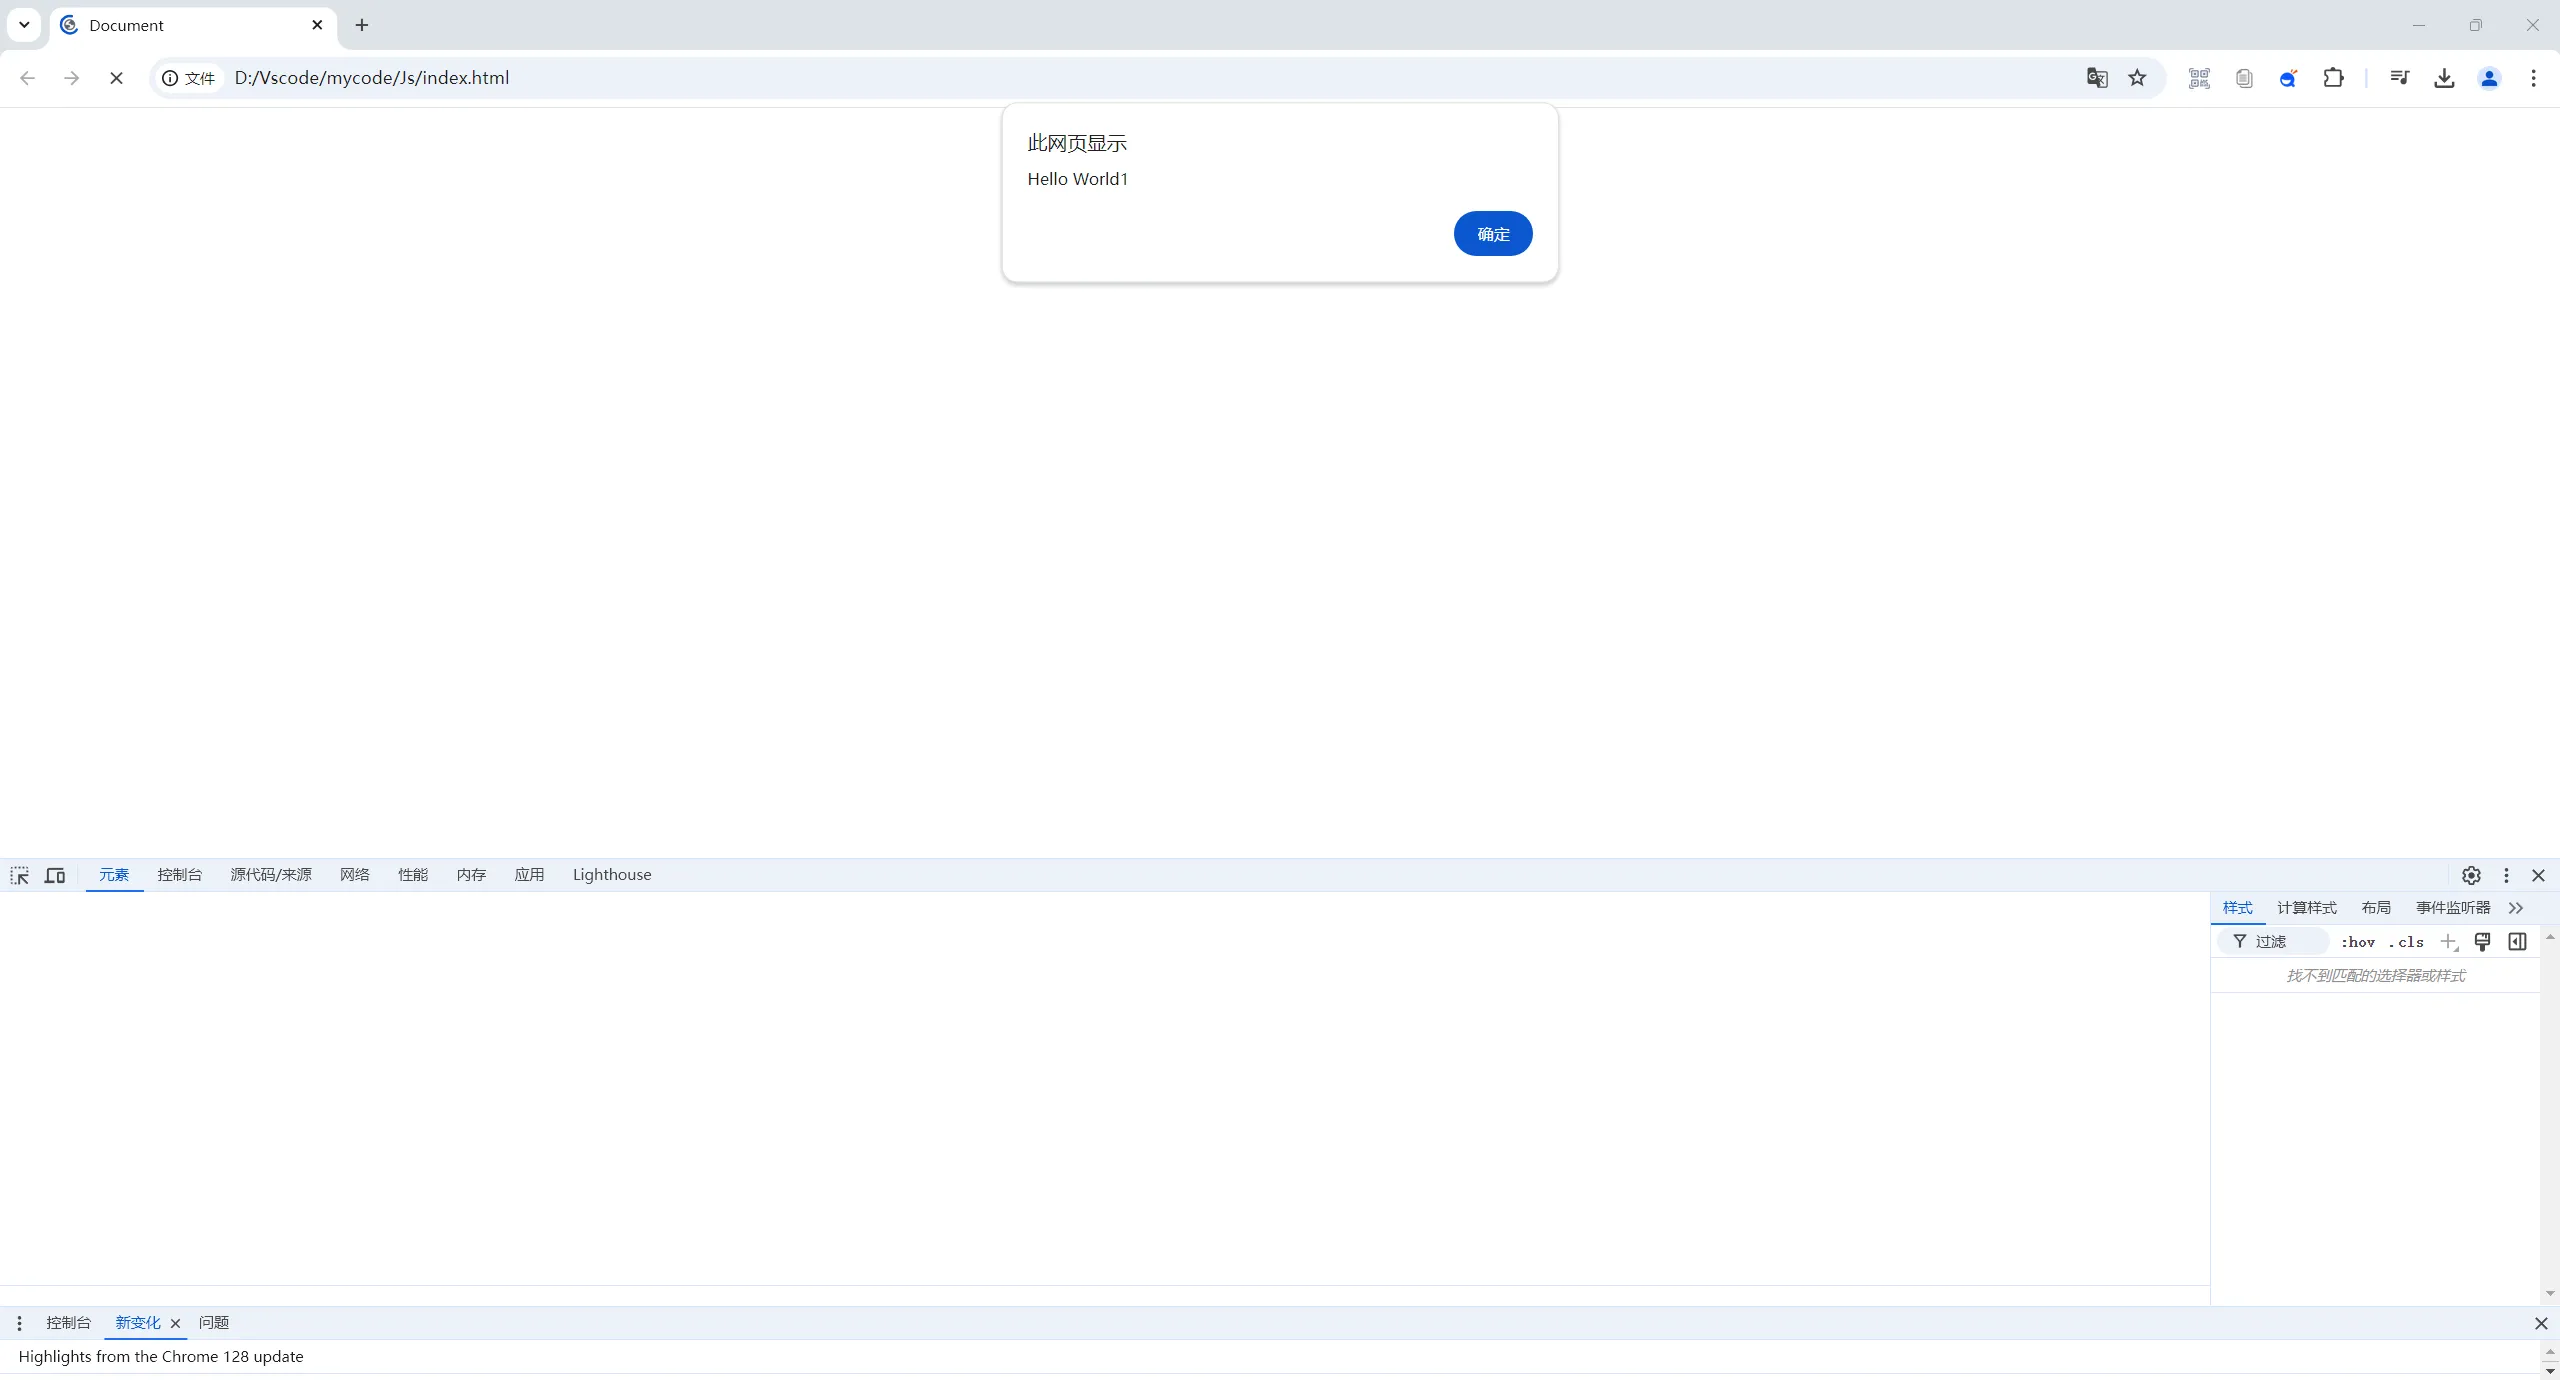 Document
文件 D:/Vscode/mycode/Js/index.html
此网页显示
Hello World1
确定
元素 控制台 源代码/来源 网络 性能 内存 应用 Lighthouse
样式 计算样式 布局 事件监听器
过滤 :hov .cls
找不到匹配的选择器或样式
控制台 新变化 问题
Highlights from the Chrome 128 update